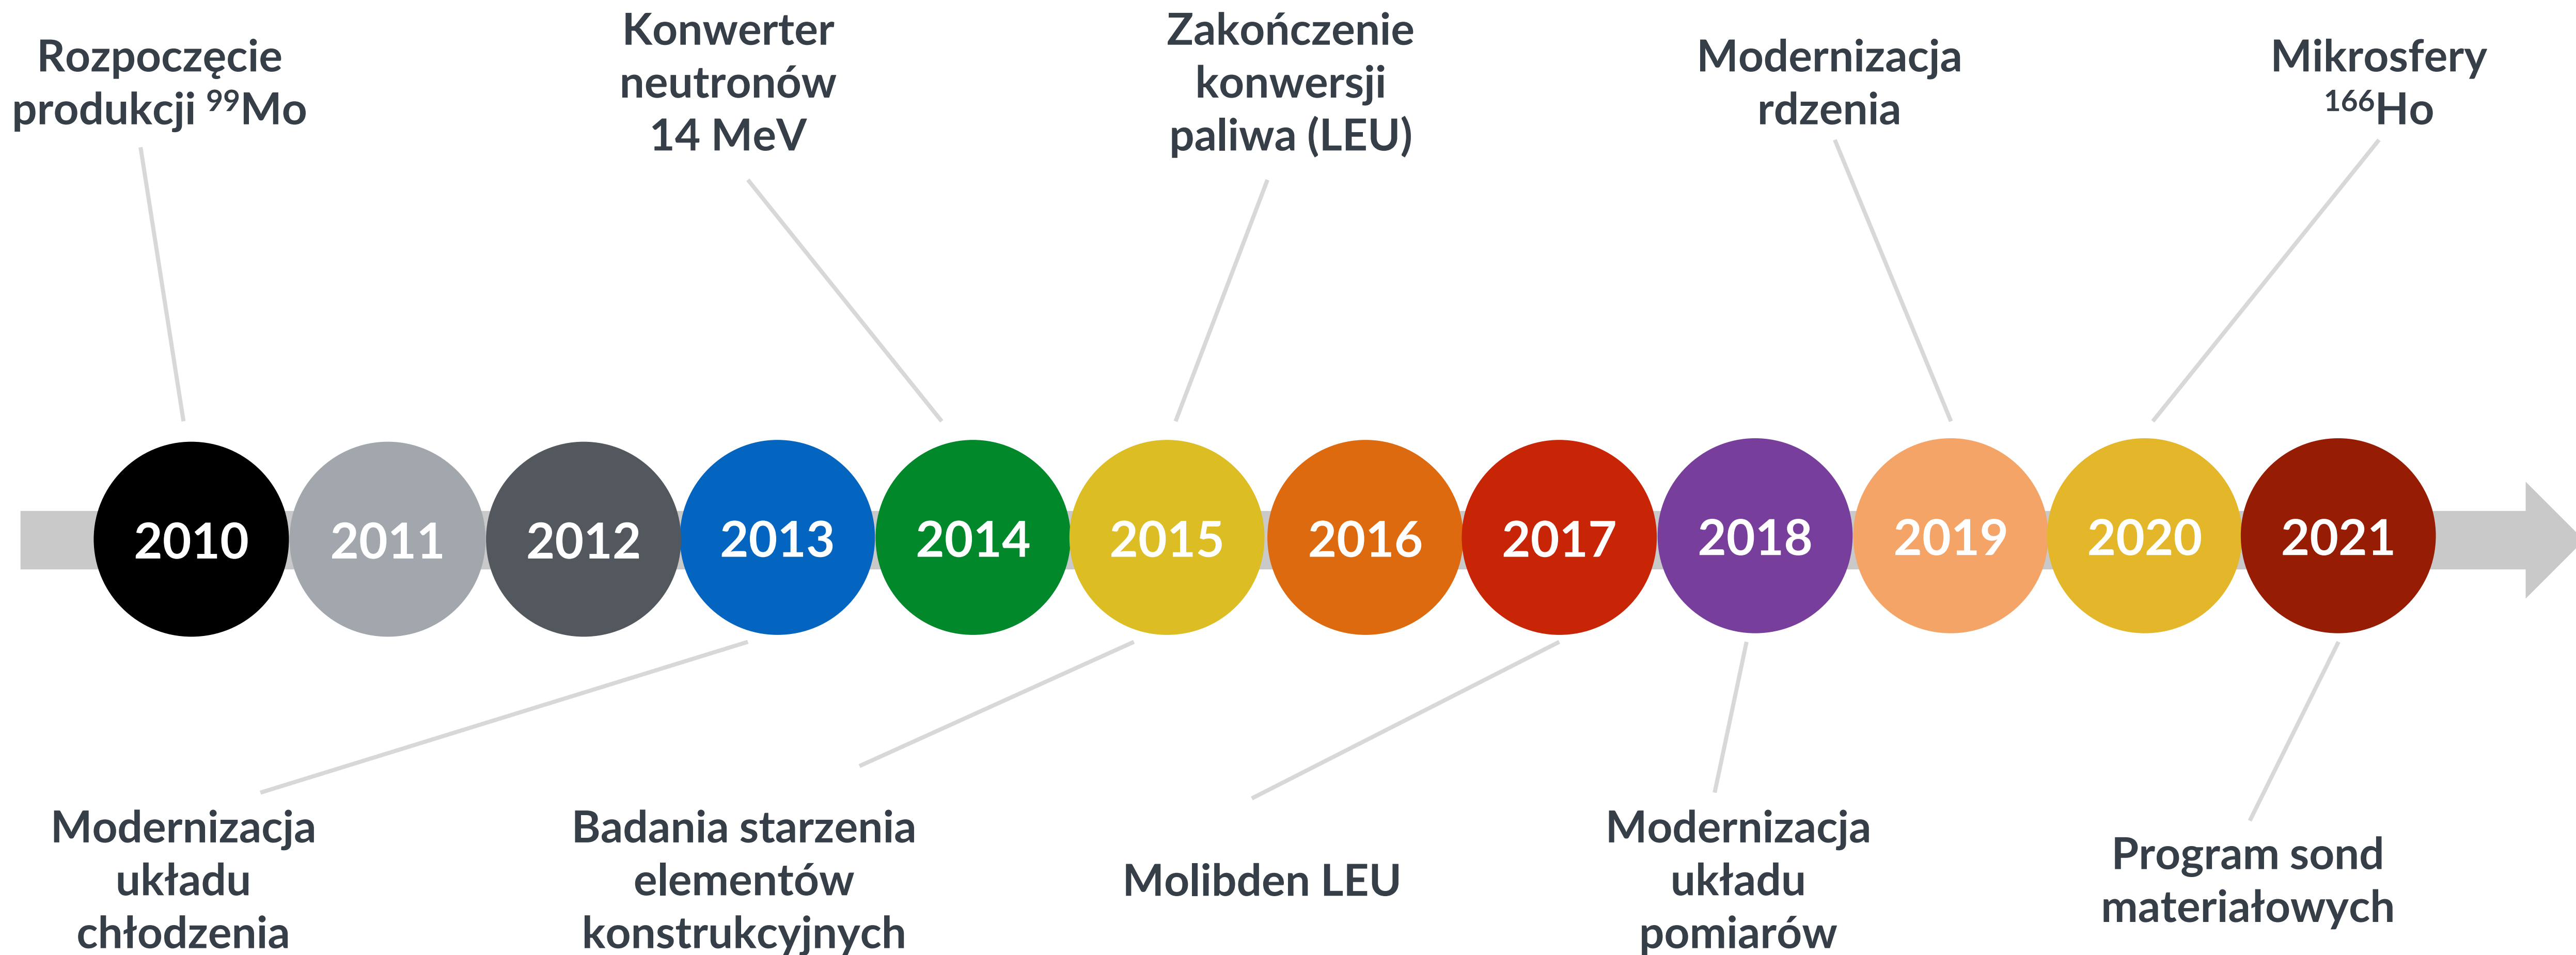 Rozpoczęcie
produkcji ⁹⁹Mo
Konwerter
neutronów
14 MeV
Zakończenie
konwersji
paliwa (LEU)
Modernizacja
rdzenia
Mikrosfery
¹⁶⁶Ho
2010 2011 2012 2013 2014 2015 2016 2017 2018 2019 2020 2021
Modernizacja
układu
chłodzenia
Badania starzenia
elementów
konstrukcyjnych
Molibden LEU
Modernizacja
układu
pomiarów
Program sond
materiałowych